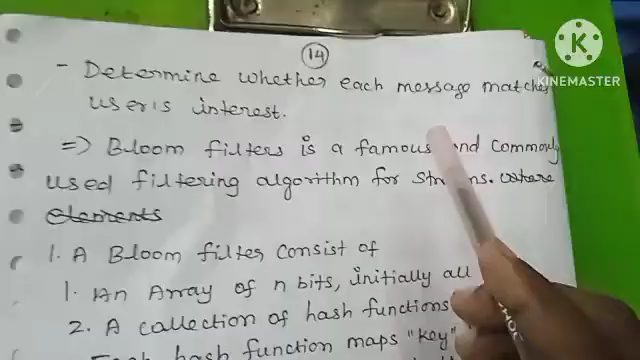 14
- Determine whether each message matches
KINEMASTER
user's interest.
=> Bloom filters is a famous and commonly
used filtering algorithm for streams. where
elements
1. A Bloom filter consist of
1. An Array of n bits, initially all
2. A collection of hash functions
Each hash function maps "key"